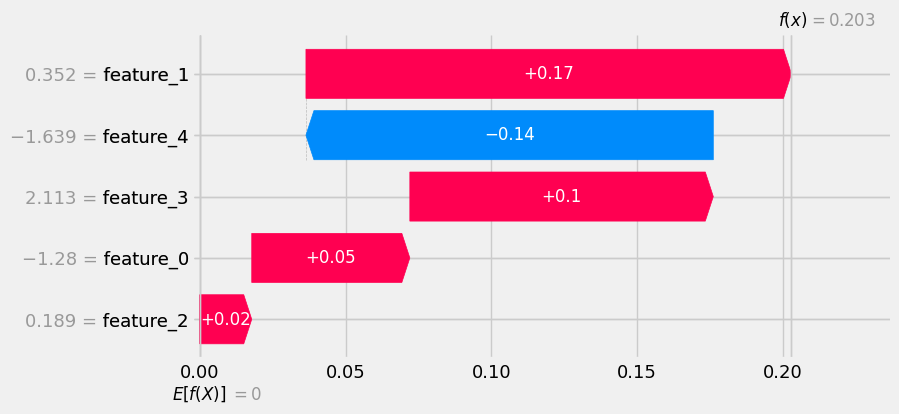 f(x) = 0.203
0.352 = feature_1
+0.17
−1.639 = feature_4
−0.14
2.113 = feature_3
+0.1
−1.28 = feature_0
+0.05
0.189 = feature_2
+0.02
0.00 0.05 0.10 0.15 0.20
E[f(X)] = 0